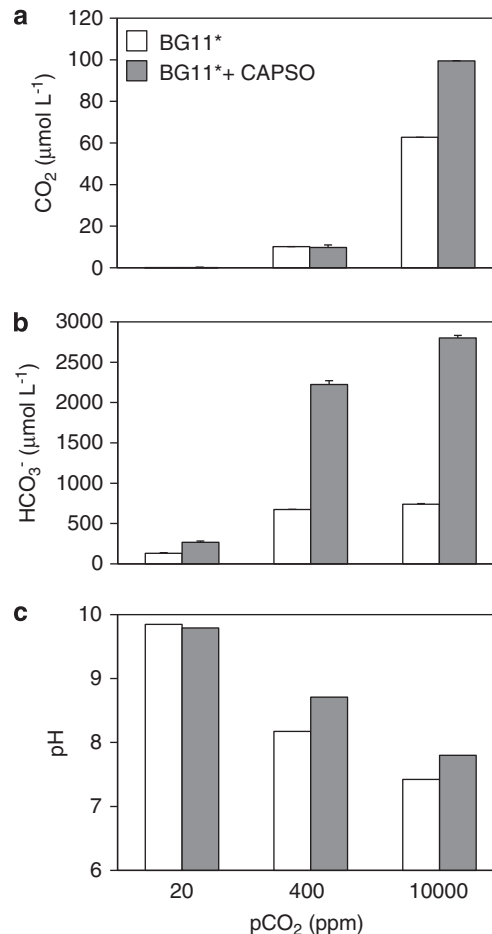 a
BG11*
BG11*+ CAPSO
120
100
80
60
40
20
0
CO₂ (μmol L⁻¹)
b
3000
2500
2000
1500
1000
500
0
HCO₃⁻ (μmol L⁻¹)
c
10
9
8
7
6
pH
20 400 10000
pCO₂ (ppm)